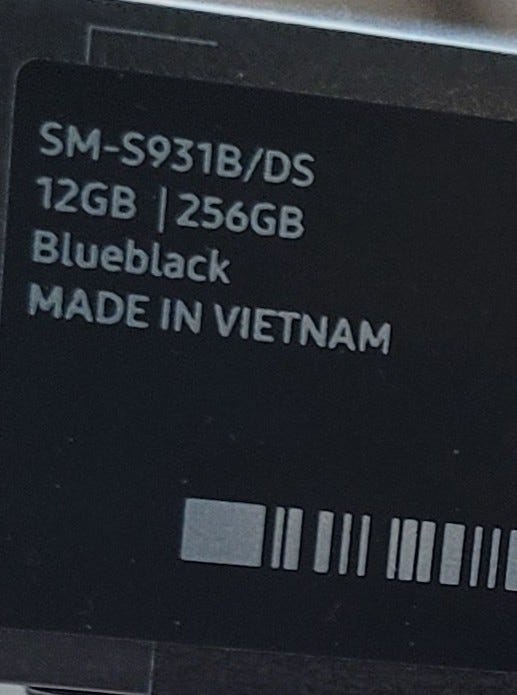 SM-S931B/DS
12GB | 256GB
Blueblack
MADE IN VIETNAM